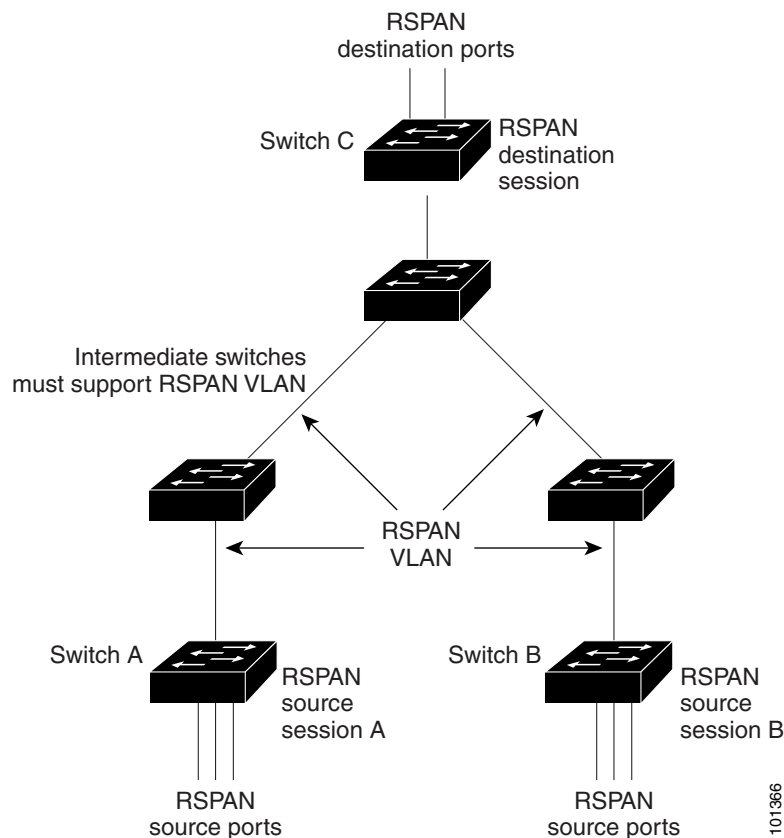 RSPAN
destination ports
Switch C
RSPAN
destination
session
Intermediate switches
must support RSPAN VLAN
RSPAN
VLAN
Switch A
RSPAN
source
session A
Switch B
RSPAN
source
session B
RSPAN
source ports
RSPAN
source ports
101366